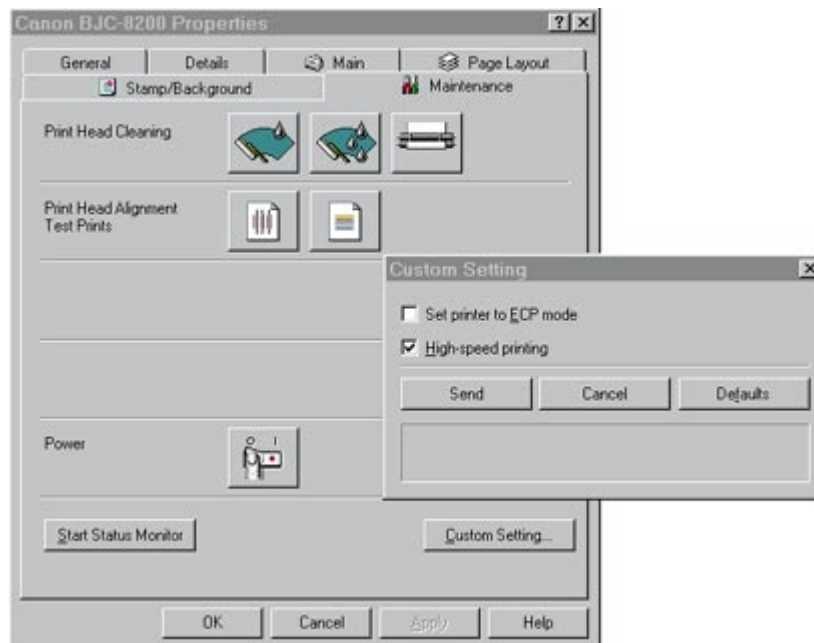 Canon BJC-8200 Properties
General Details Main Page Layout
Stamp/Background Maintenance
Print Head Cleaning
Print Head Alignment
Test Prints
Power
Start Status Monitor
Custom Setting...
OK Cancel Apply Help
Custom Setting
Set printer to ECP mode
High-speed printing
Send Cancel Defaults